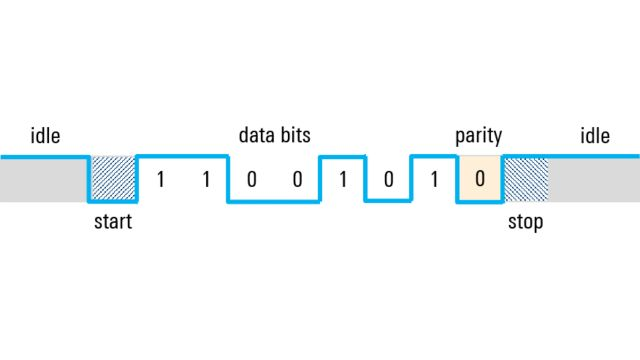 idle data bits parity idle
1 1 0 0 1 0 1 0
start stop